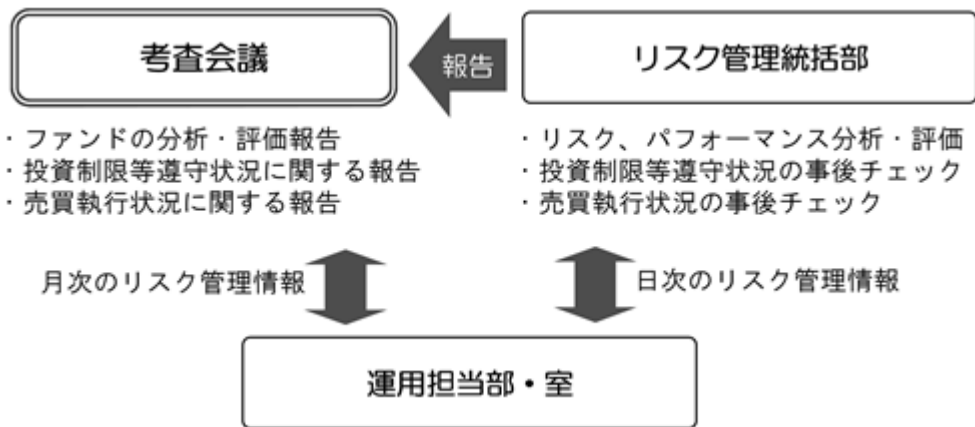 考査会議
報告
リスク管理統括部
・ファンドの分析・評価報告
・投資制限等遵守状況に関する報告
・売買執行状況に関する報告
・リスク、パフォーマンス分析・評価
・投資制限等遵守状況の事後チェック
・売買執行状況の事後チェック
月次のリスク管理情報
日次のリスク管理情報
運用担当部・室